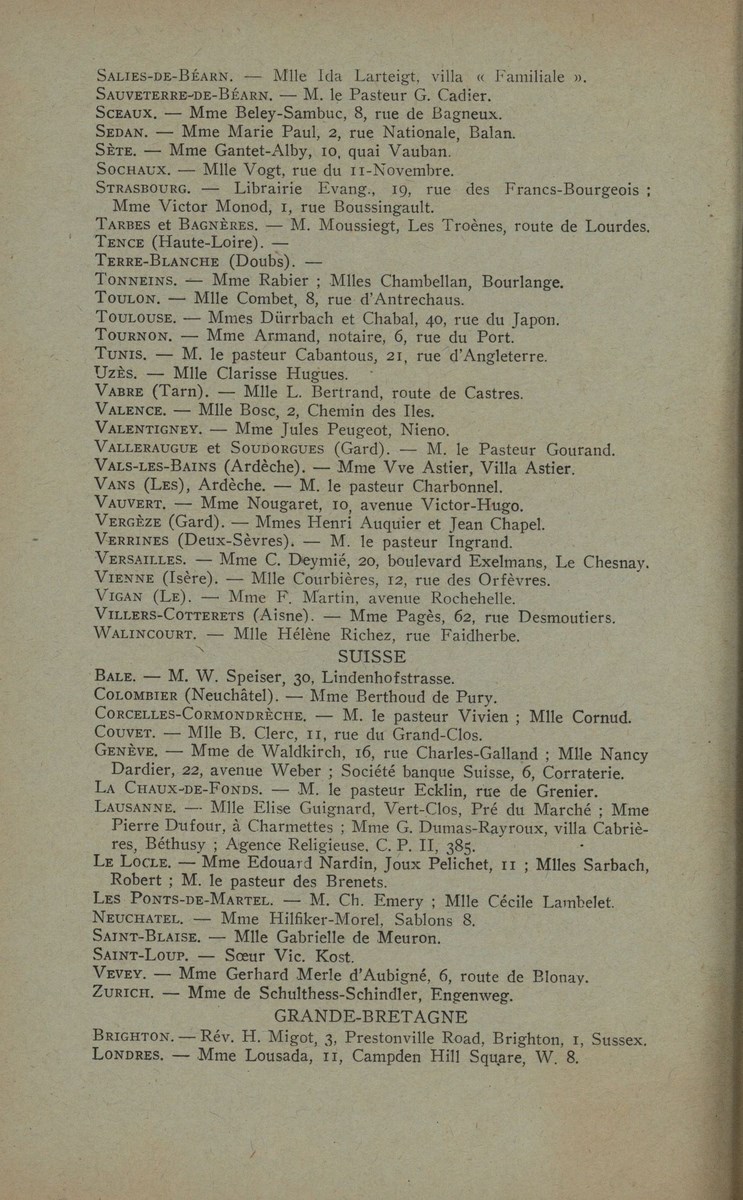 SALIES-DE-BÉARN. — Mlle Ida Larteigt, villa « Familiale ».
SAUVETERRE-DE-BÉARN. — M. le Pasteur G. Cadier.
SCEAUX. — Mme Beley-Sambuc, 8, rue de Bagneux.
SEDAN. — Mme Marie Paul, 2, rue Nationale, Balan.
SÈTE. — Mme Gantet-Alby, 10, quai Vauban.
SOCHAUX. — Mlle Vogt, rue du 11-Novembre.
STRASBOURG. — Librairie Evang., 19, rue des Francs-Bourgeois ;
Mme Victor Monod, 1, rue Boussingault.
TARBES et BAGNÈRES. — M. Moussiegt, Les Troènes, route de Lourdes.
TENCE (Haute-Loire). —
TERRE-BLANCHE (Doubs). —
TONNEINS. — Mme Rabier ; Mlles Chambellan, Bourlange.
TOULON. — Mlle Combet, 8, rue d'Antrechaus.
TOULOUSE. — Mmes Dürrbach et Chabal, 40, rue du Japon.
TOURNON. — Mme Armand, notaire, 6, rue du Port.
TUNIS. — M. le pasteur Cabantous, 21, rue d'Angleterre.
UZÈS. — Mlle Clarisse Hugues.
VABRE (Tarn). — Mlle L. Bertrand, route de Castres.
VALENCE. — Mlle Bosc, 2, Chemin des Iles.
VALENTIGNEY. — Mme Jules Peugeot, Nieno.
VALLERAUGUE et SOUDORGUES (Gard). — M. le Pasteur Gourand.
VALS-LES-BAINS (Ardèche). — Mme Vve Astier, Villa Astier.
VANS (LES), Ardèche. — M. le pasteur Charbonnel.
VAUVERT. — Mme Nougaret, 10, avenue Victor-Hugo.
VERGÈZE (Gard). — Mmes Henri Auquier et Jean Chapel.
VERRINES (Deux-Sèvres). — M. le pasteur Ingrand.
VERSAILLES. — Mme C. Deymié, 20, boulevard Exelmans, Le Chesnay.
VIENNE (Isère). — Mlle Courbières, 12, rue des Orfèvres.
VIGAN (LE). — Mme F. Martin, avenue Rochehelle.
VILLERS-COTTERETS (Aisne). — Mme Pagès, 62, rue Desmoutiers.
WALINCOURT. — Mlle Hélène Richez, rue Faidherbe.
SUISSE
BALE. — M. W. Speiser, 30, Lindenhofstrasse.
COLOMBIER (Neuchâtel). — Mme Berthoud de Pury.
CORCELLES-CORMONDRÈCHE. — M. le pasteur Vivien ; Mlle Cornud.
COUVET. — Mlle B. Clerc, 11, rue du Grand-Clos.
GENÈVE. — Mme de Waldkirch, 16, rue Charles-Galland ; Mlle Nancy
Dardier, 22, avenue Weber ; Société banque Suisse, 6, Corraterie.
LA CHAUX-DE-FONDS. — M. le pasteur Ecklin, rue de Grenier.
LAUSANNE. — Mlle Elise Guignard, Vert-Clos, Pré du Marché ; Mme
Pierre Dufour, à Charmettes ; Mme G. Dumas-Rayroux, villa Cabriè-
res, Béthusy ; Agence Religieuse, C. P. II, 385.
LE LOCLE. — Mme Edouard Nardin, Joux Pelichet, 11 ; Mlles Sarbach,
Robert ; M. le pasteur des Brenets.
LES PONTS-DE-MARTEL. — M. Ch. Emery ; Mlle Cécile Lambelet.
NEUCHATEL. — Mme Hilfiker-Morel, Sablons 8.
SAINT-BLAISE. — Mlle Gabrielle de Meuron.
SAINT-LOUP. — Sœur Vic. Kost.
VEVEY. — Mme Gerhard Merle d'Aubigné, 6, route de Blonay.
ZURICH. — Mme de Schulthess-Schindler, Engenweg.
GRANDE-BRETAGNE
BRIGHTON. — Rév. H. Migot, 3, Prestonville Road, Brighton, 1, Sussex.
LONDRES. — Mme Lousada, 11, Campden Hill Square, W. 8.